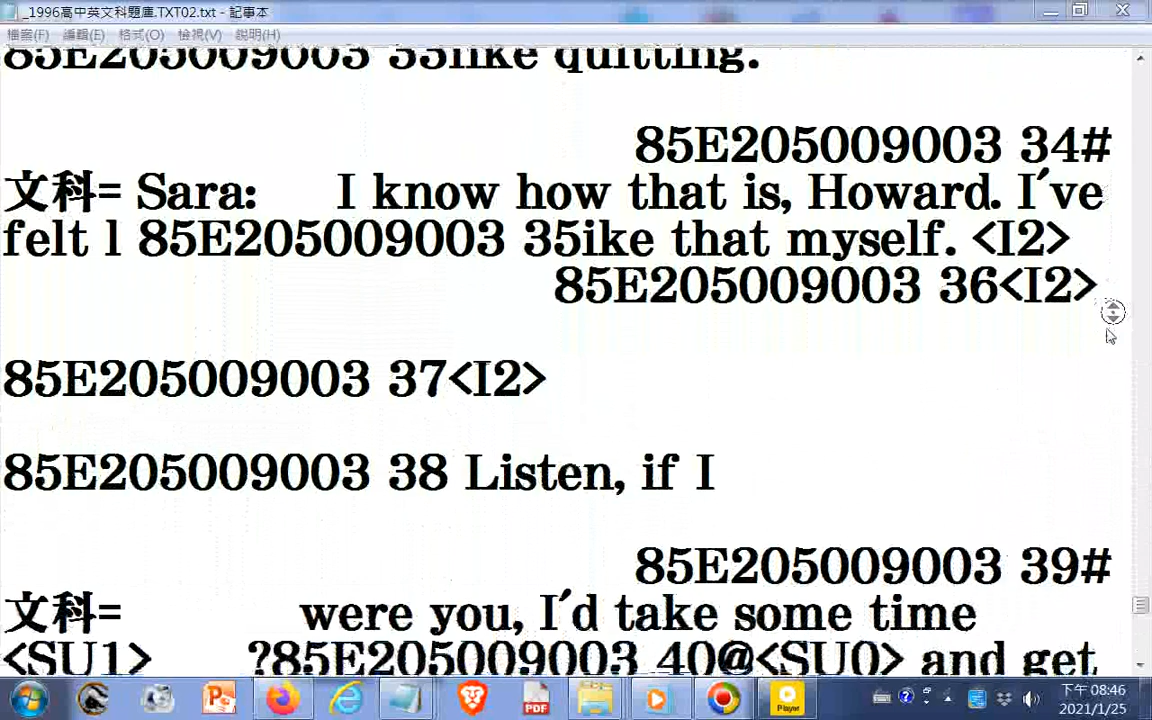 _1996高中英文科題庫.TXT02.txt - 記事本
檔案(F) 編輯(E) 格式(O) 檢視(V) 說明(H)
85E205009003 33like quitting.
85E205009003 34#
文科= Sara: I know how that is, Howard. I've
felt l 85E205009003 35ike that myself. <I2>
85E205009003 36<I2>
85E205009003 37<I2>
85E205009003 38 Listen, if I
85E205009003 39#
文科= were you, I'd take some time
<SU1> ?85E205009003 40@<SU0> and get
PDF
Player
下午 08:46
2021/1/25